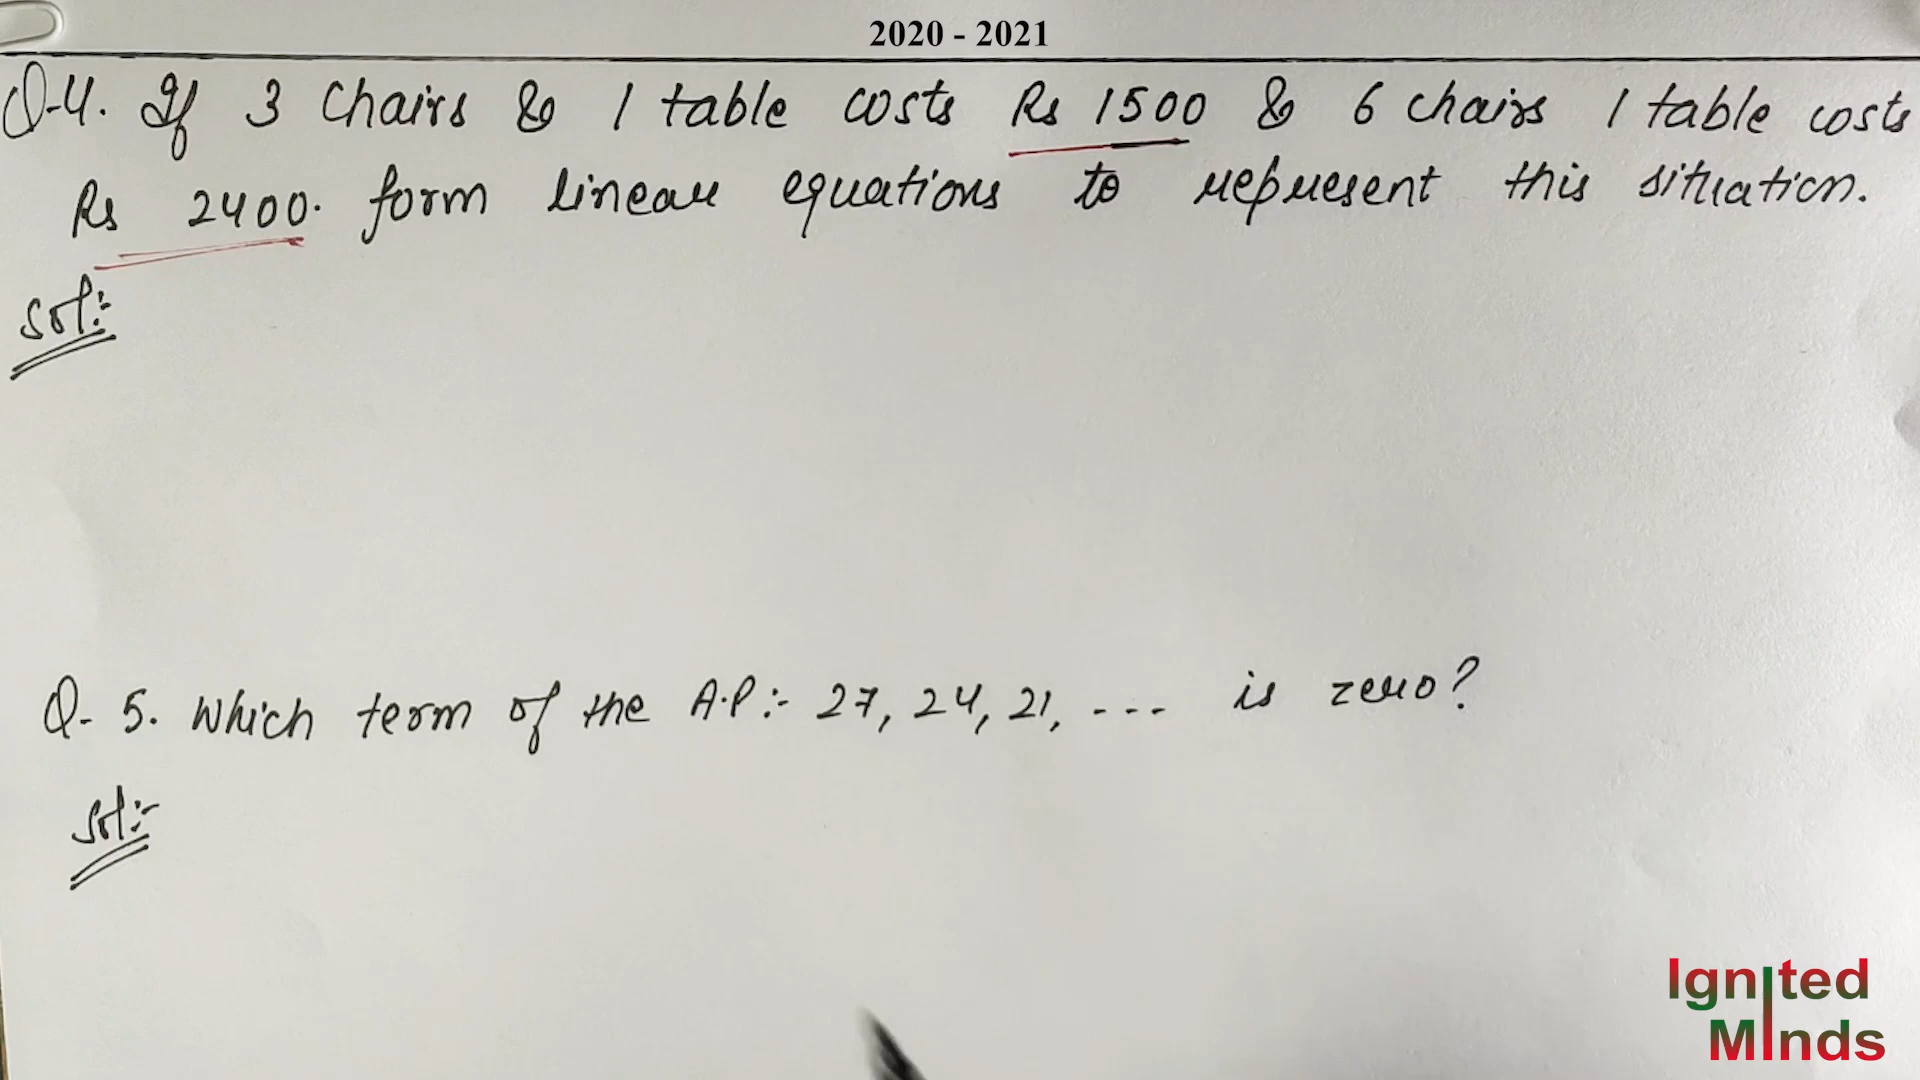 2020 - 2021
Q-4. If 3 Chairs & 1 table costs Rs 1500 & 6 chairs 1 table costs
Rs 2400. form linear equations to represent this situation.
Sol:-
Q- 5. Which term of the A.P:- 27, 24, 21, --- is zero?
Sol:-
Ignited
Minds